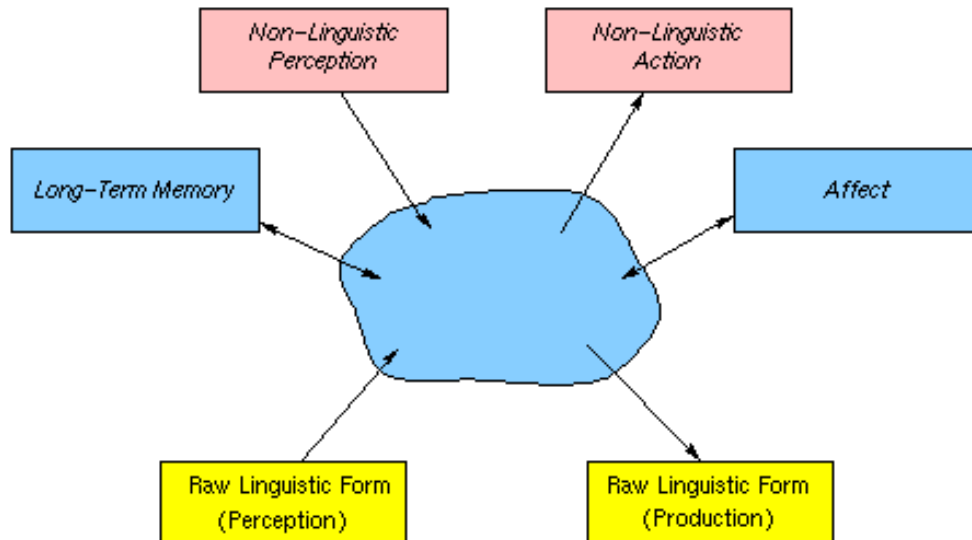 Non-Linguistic
Perception
Non-Linguistic
Action
Long-Term Memory
Affect
Raw Linguistic Form
(Perception)
Raw Linguistic Form
(Production)